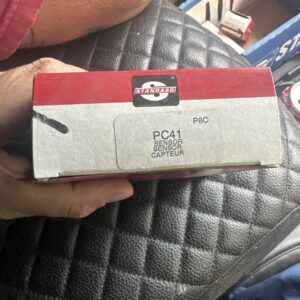 STANDARD
P8C
PC41
SENSOR
SENSOR
CAPTEUR